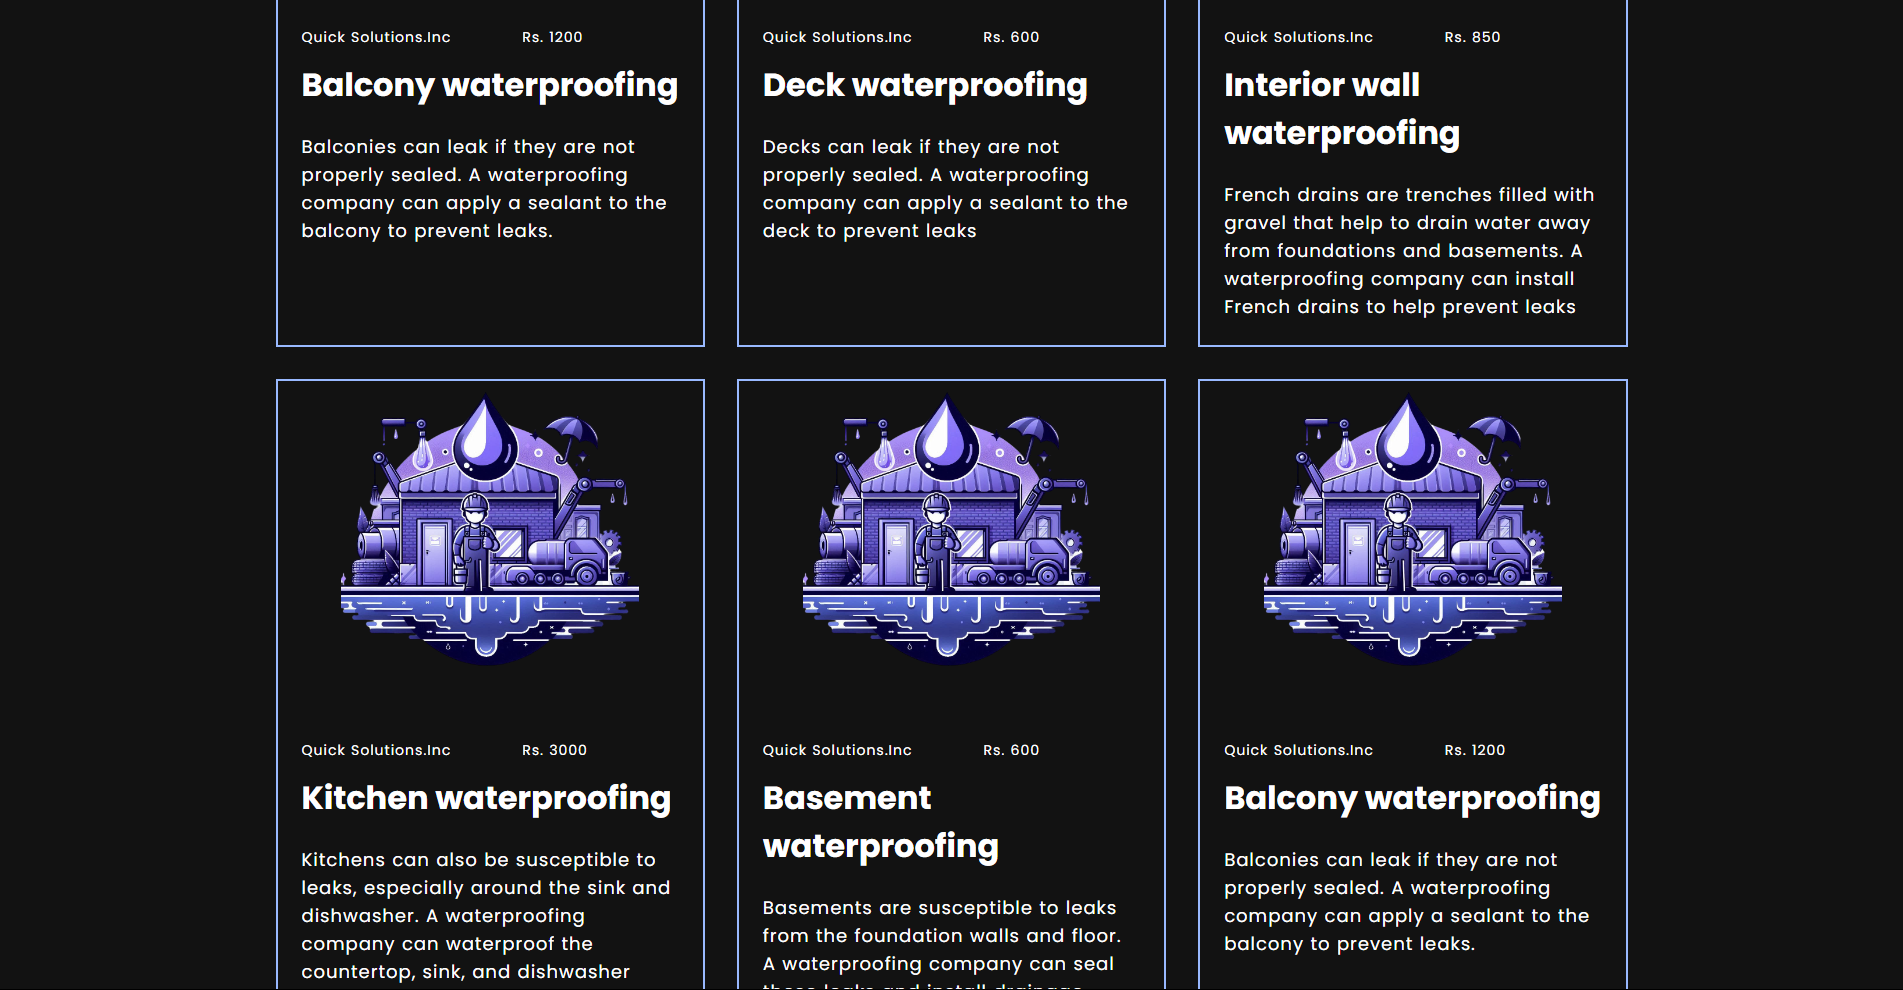 Quick Solutions.Inc Rs. 1200
Balcony waterproofing
Balconies can leak if they are not
properly sealed. A waterproofing
company can apply a sealant to the
balcony to prevent leaks.
Quick Solutions.Inc Rs. 600
Deck waterproofing
Decks can leak if they are not
properly sealed. A waterproofing
company can apply a sealant to the
deck to prevent leaks
Quick Solutions.Inc Rs. 850
Interior wall
waterproofing
French drains are trenches filled with
gravel that help to drain water away
from foundations and basements. A
waterproofing company can install
French drains to help prevent leaks
Quick Solutions.Inc Rs. 3000
Kitchen waterproofing
Kitchens can also be susceptible to
leaks, especially around the sink and
dishwasher. A waterproofing
company can waterproof the
countertop, sink, and dishwasher
Quick Solutions.Inc Rs. 600
Basement
waterproofing
Basements are susceptible to leaks
from the foundation walls and floor.
A waterproofing company can seal
these leaks and install drainage
Quick Solutions.Inc Rs. 1200
Balcony waterproofing
Balconies can leak if they are not
properly sealed. A waterproofing
company can apply a sealant to the
balcony to prevent leaks.